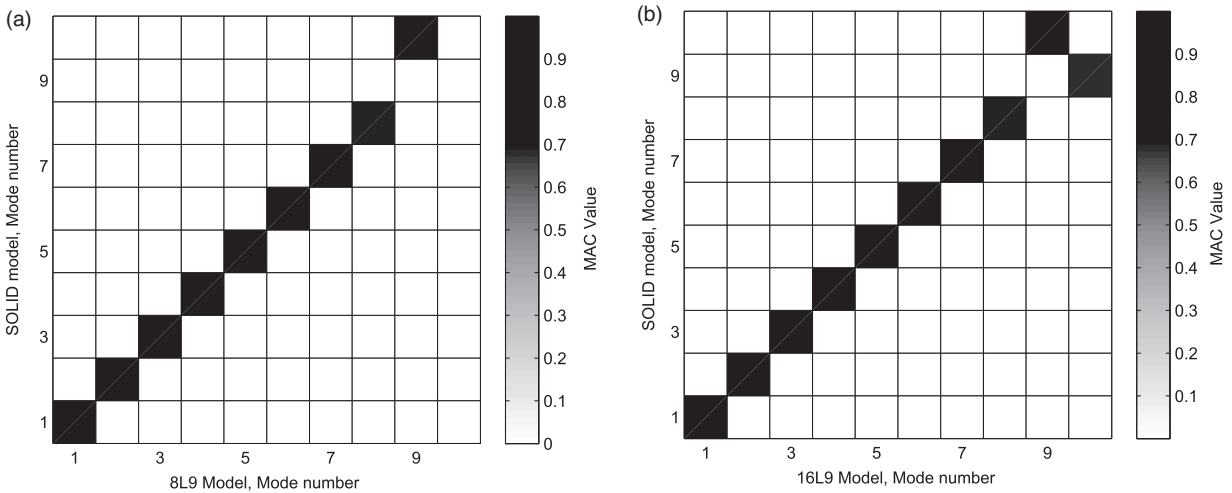 (a)
SOLID model, Mode number
9
7
5
3
1
1 3 5 7 9
8L9 Model, Mode number
0.9
0.8
0.7
0.6
0.5
0.4
0.3
0.2
0.1
0
MAC Value
(b)
SOLID model, Mode number
9
7
5
3
1
1 3 5 7 9
16L9 Model, Mode number
0.9
0.8
0.7
0.6
0.5
0.4
0.3
0.2
0.1
MAC Value